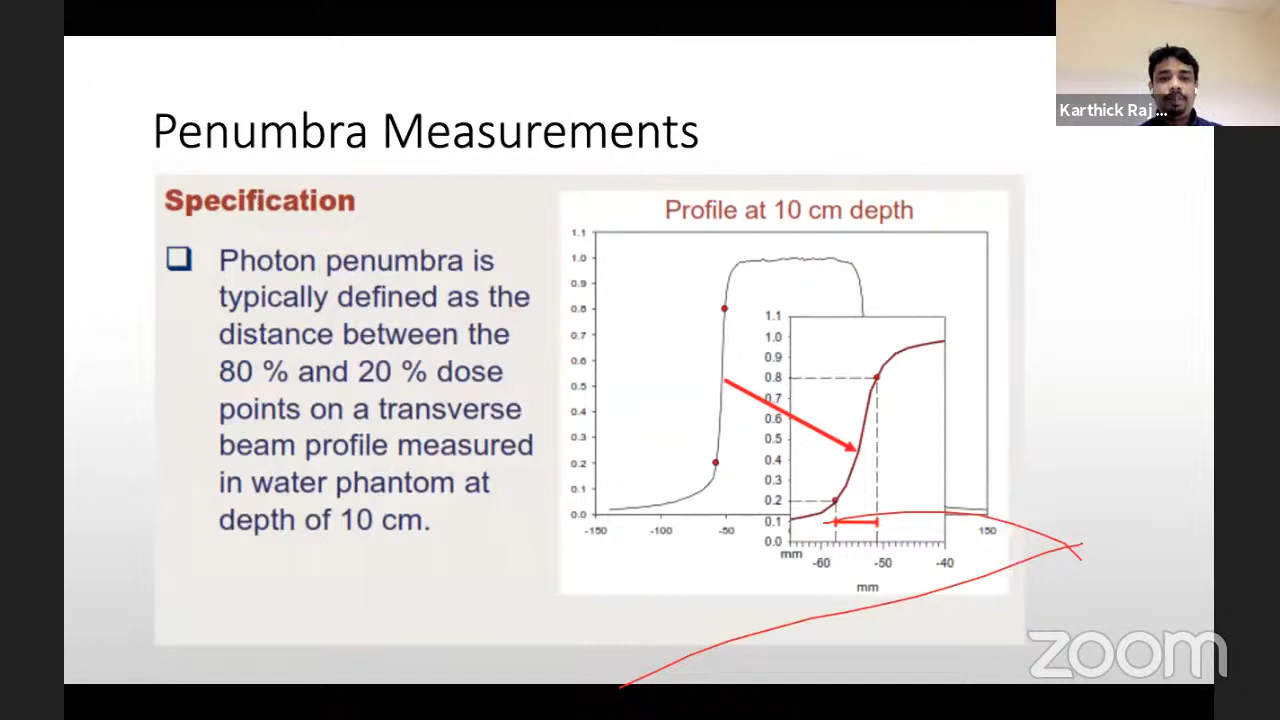 Karthick Raj ...
Penumbra Measurements
Specification
Photon penumbra is
typically defined as the
distance between the
80 % and 20 % dose
points on a transverse
beam profile measured
in water phantom at
depth of 10 cm.
Profile at 10 cm depth
1.1
1.0
0.9
0.8
0.7
0.6
0.5
0.4
0.3
0.2
0.1
0.0
-150
-100
-50
150
1.1
1.0
0.9
0.8
0.7
0.6
0.5
0.4
0.3
0.2
0.1
0.0
mm
-60
-50
-40
mm
zoom